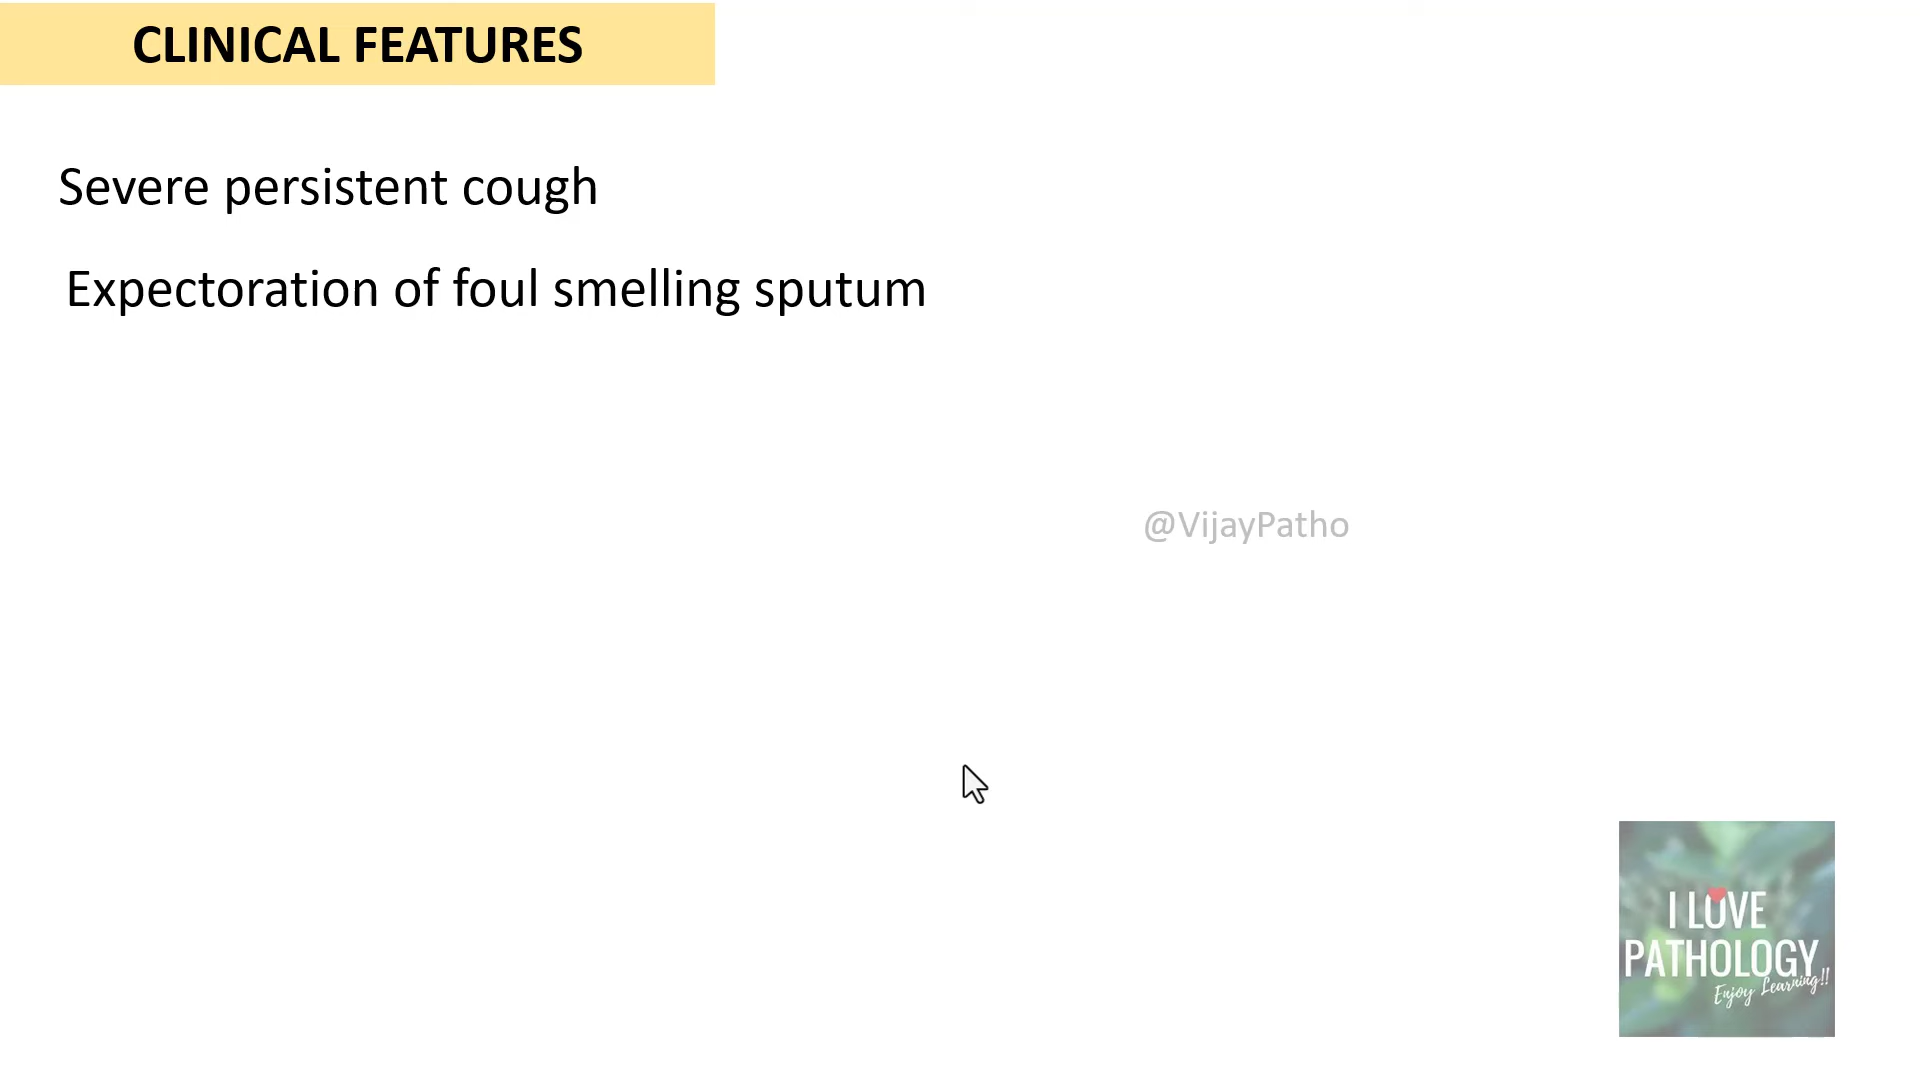 CLINICAL FEATURES
Severe persistent cough
Expectoration of foul smelling sputum
@VijayPatho
I LOVE
PATHOLOGY
Enjoy Learning!!